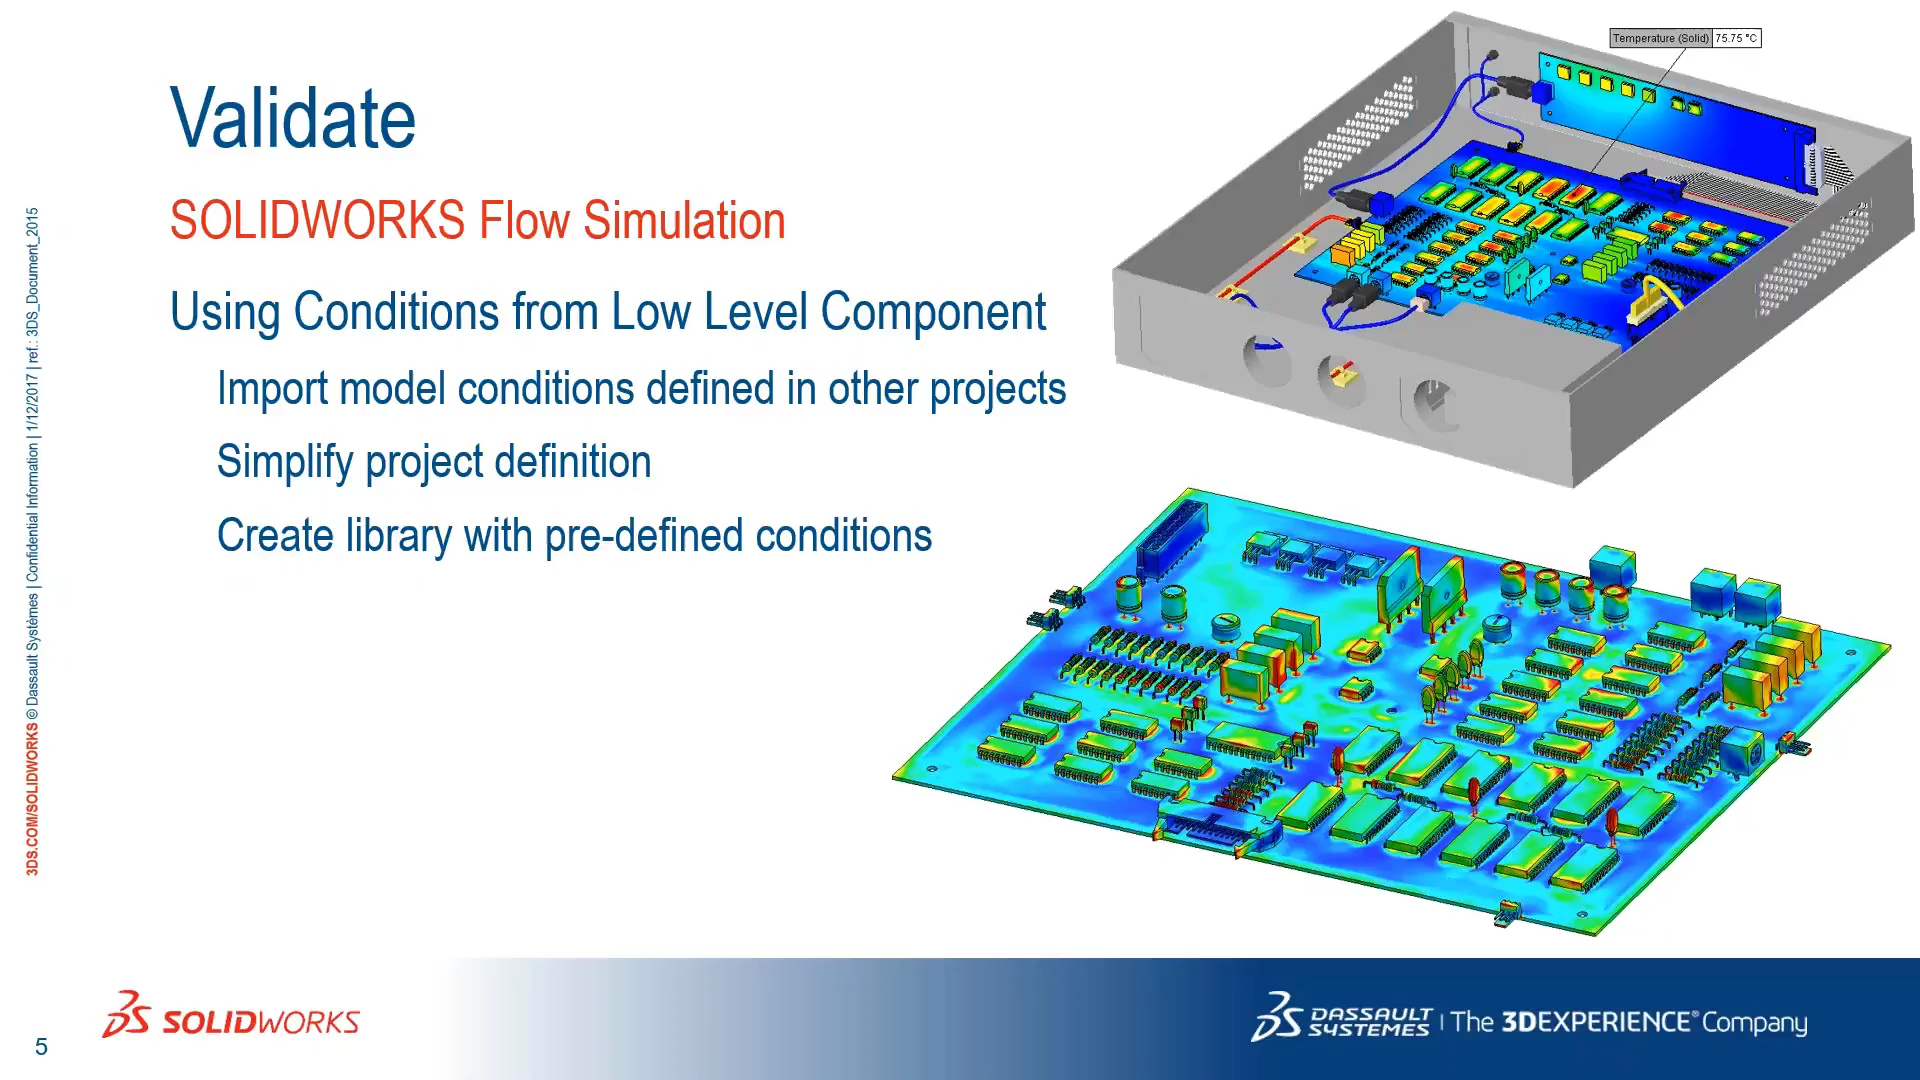 Temperature (Solid) 75.75 °C
Validate
SOLIDWORKS Flow Simulation
Using Conditions from Low Level Component
Import model conditions defined in other projects
Simplify project definition
Create library with pre-defined conditions
3DS.COM/SOLIDWORKS © Dassault Systèmes | Confidential Information | 1/12/2017 | ref.: 3DS_Document_2015
SOLIDWORKS
DASSAULT SYSTEMES | The 3DEXPERIENCE® Company
5